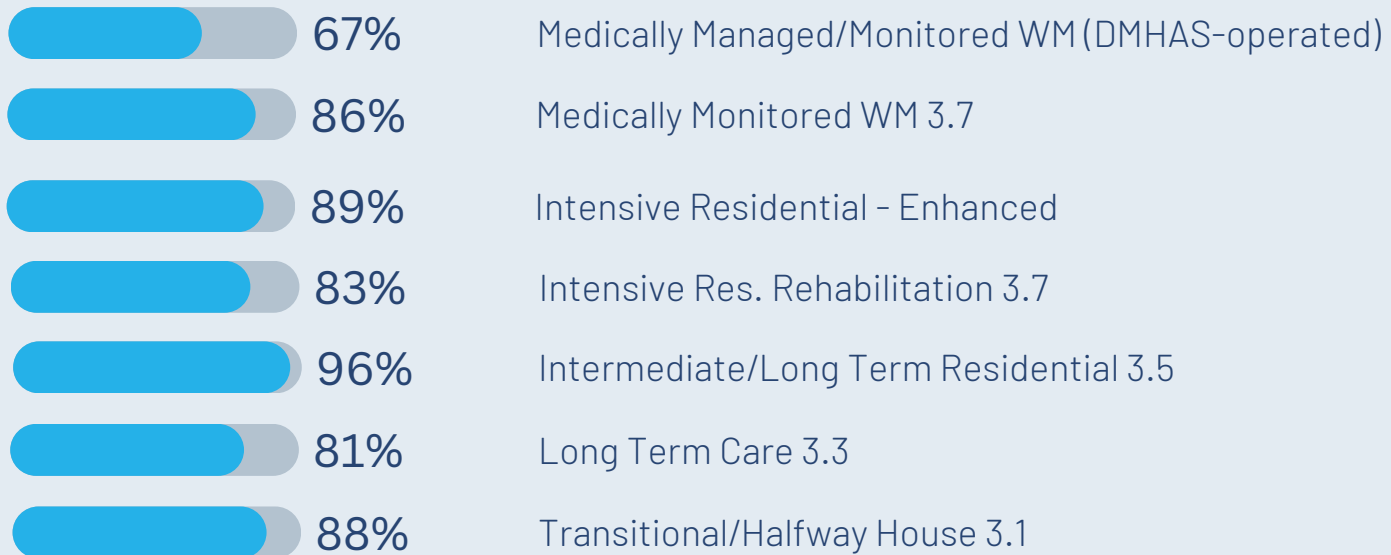 67% Medically Managed/Monitored WM (DMHAS-operated)
86% Medically Monitored WM 3.7
89% Intensive Residential - Enhanced
83% Intensive Res. Rehabilitation 3.7
96% Intermediate/Long Term Residential 3.5
81% Long Term Care 3.3
88% Transitional/Halfway House 3.1